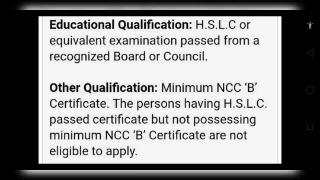 Educational Qualification: H.S.L.C or
equivalent examination passed from a
recognized Board or Council.
Other Qualification: Minimum NCC ‘B’
Certificate. The persons having H.S.L.C.
passed certificate but not possessing
minimum NCC ‘B’ Certificate are not
eligible to apply.